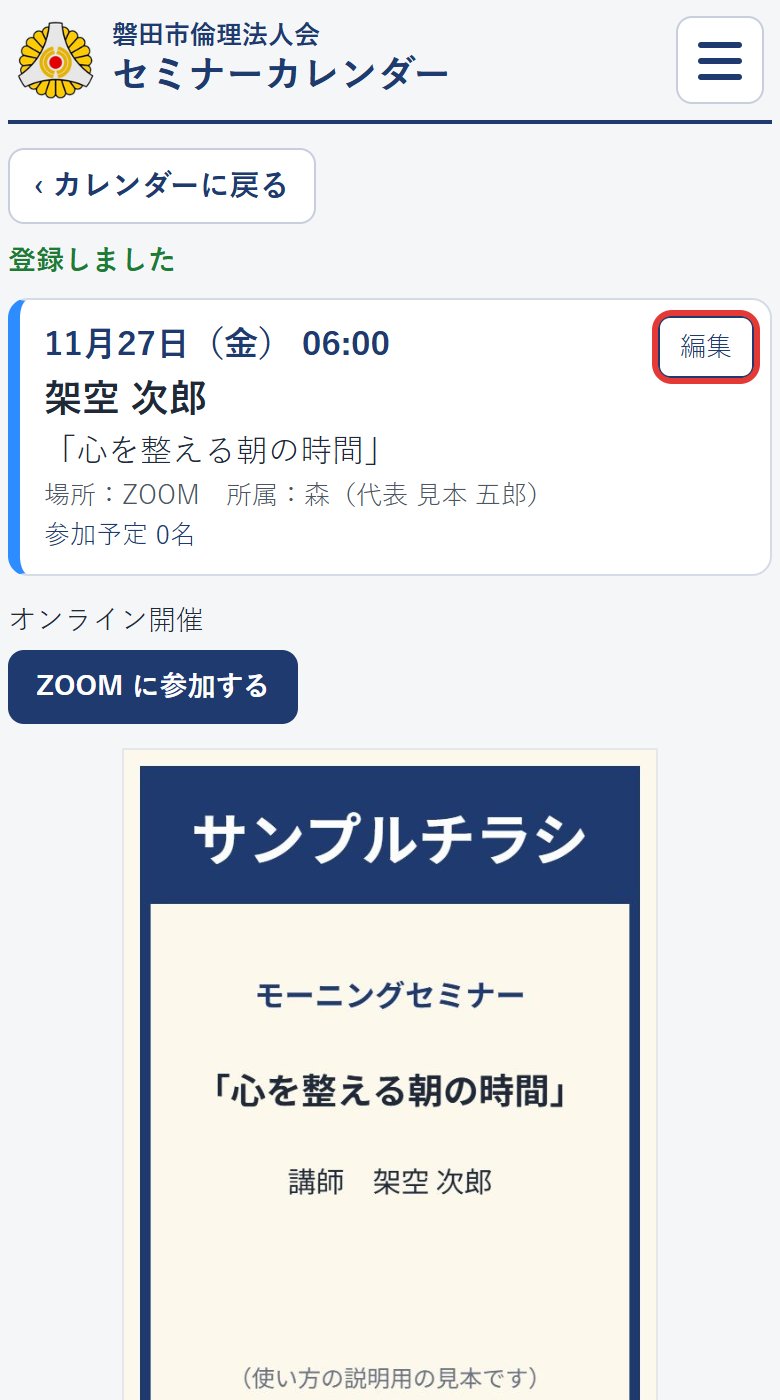 磐田市倫理法人会
セミナーカレンダー
‹ カレンダーに戻る
登録しました
11月27日（金） 06:00
編集
架空 次郎
「心を整える朝の時間」
場所：ZOOM　所属：森（代表 見本 五郎）
参加予定 0名
オンライン開催
ZOOM に参加する
サンプルチラシ
モーニングセミナー
「心を整える朝の時間」
講師　架空 次郎
（使い方の説明用の見本です）